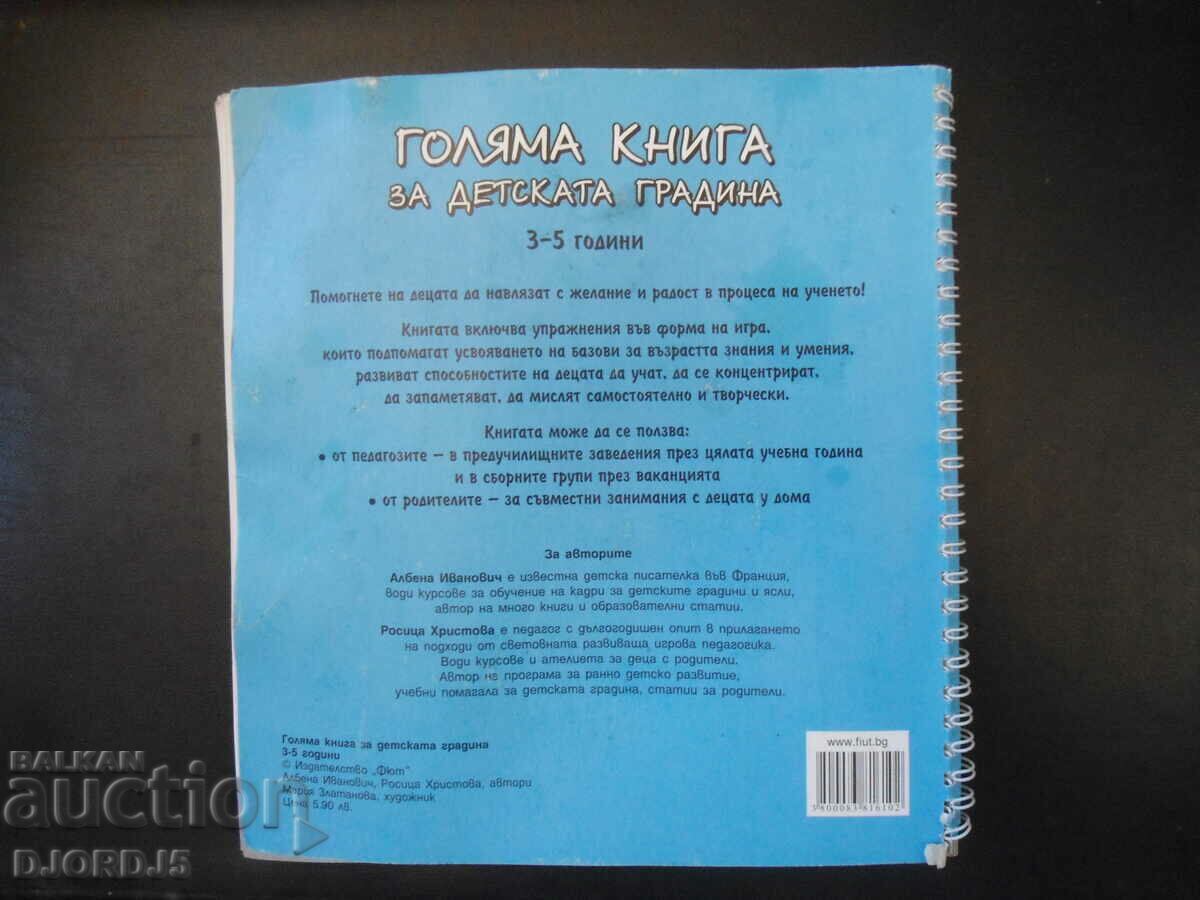 ГОЛЯМА КНИГА
ЗА ДЕТСКАТА ГРАДИНА
3-5 ГОДИНИ
Помогнете на децата да навлязат с желание и радост в процеса на ученето!
Книгата включва упражнения във форма на игра,
които подпомагат усвояването на базови за възрастта знания и умения,
развиват способностите на децата да учат, да се концентрират,
да запаметяват, да мислят самостоятелно и творчески.
Книгата може да се ползва:
• от педагозите – в предучилищните заведения през цялата учебна година
и в сборните групи през ваканцията
• от родителите – за съвместни занимания с децата у дома
За авторите
Албена Иванович е известна детска писателка във Франция,
води курсове за обучение на кадри за детските градини и ясли,
автор на много книги и образователни статии.
Росица Христова е педагог с дългогодишен опит в прилагането
на подходи от световната развиваща игрова педагогика.
Води курсове и ателиета за деца с родители.
Автор на програма за ранно детско развитие,
учебни помагала за детската градина, статии за родители.
Голяма книга за детската градина
3-5 години
© Издателство „Фют"
Албена Иванович, Росица Христова, автори
Мария Златанова, художник
Цена 5.90 лв.
www.fiut.bg
3800083816102
BALKAN
auction
DJORD_J5